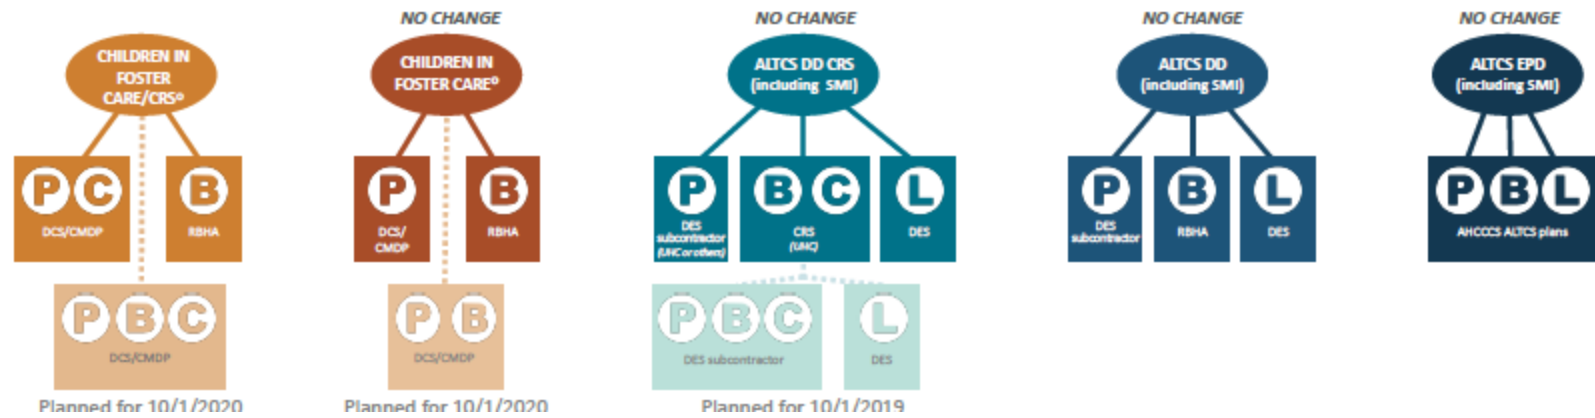 NO CHANGE
NO CHANGE
NO CHANGE
NO CHANGE
CHILDREN IN
FOSTER
CARE/CRS°
CHILDREN IN
FOSTER CARE°
ALTCS DD CRS
(including SMI)
ALTCS DD
(including SMI)
ALTCS EPD
(including SMI)
P C
DCS/CMDP
B
RBHA
P
DCS/
CMDP
B
RBHA
P
DES
subcontractor
(UHC or others)
B C
CRS
(UHC)
L
DES
P
DES
subcontractor
B
RBHA
L
DES
P B L
AHCCCS ALTCS plans
P B C
DCS/CMDP
P B
DCS/CMDP
P B C
DES subcontractor
L
DES
Planned for 10/1/2020
Planned for 10/1/2020
Planned for 10/1/2019